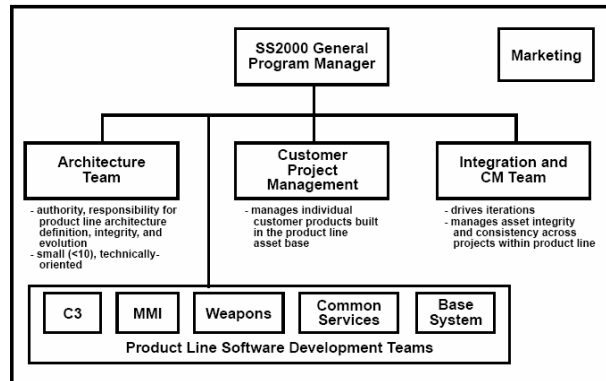 SS2000 General
Program Manager
Marketing
Architecture
Team
Customer
Project
Management
Integration and
CM Team
- authority, responsibility for
product line architecture
definition, integrity, and
evolution
- small (<10), technically-
oriented
- manages individual
customer products built
in the product line
asset base
- drives iterations
- manages asset integrity
and consistency across
projects within product line
C3
MMI
Weapons
Common
Services
Base
System
Product Line Software Development Teams